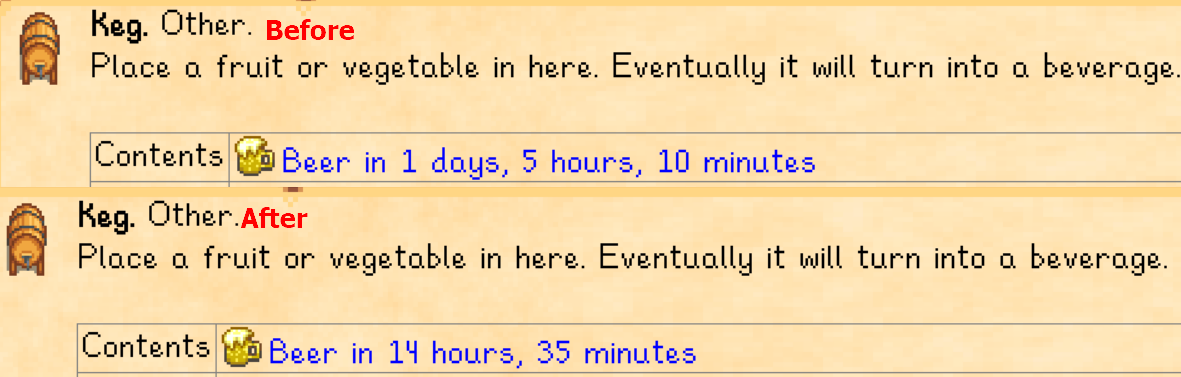 Keg. Other. Before
Place a fruit or vegetable in here. Eventually it will turn into a beverage.
Contents Beer in 1 days, 5 hours, 10 minutes
Keg. Other. After
Place a fruit or vegetable in here. Eventually it will turn into a beverage.
Contents Beer in 14 hours, 35 minutes